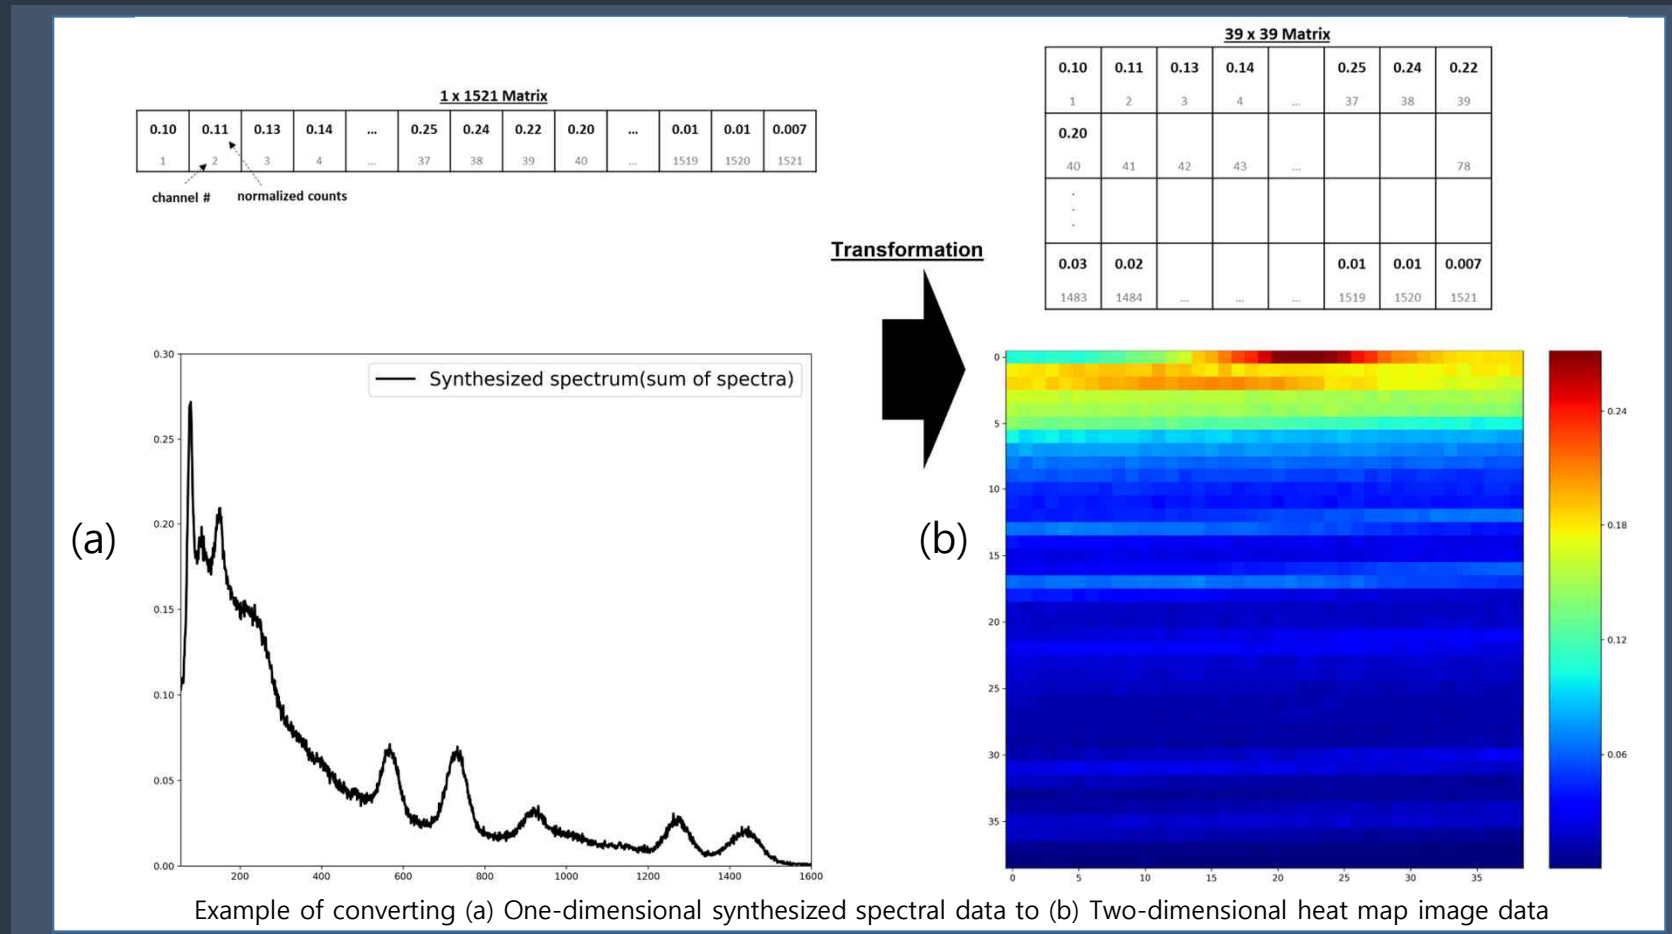 1 x 1521 Matrix
0.10 0.11 0.13 0.14 ... 0.25 0.24 0.22 0.20 ... 0.01 0.01 0.007
1 2 3 4 ... 37 38 39 40 ... 1519 1520 1521
channel # normalized counts
39 x 39 Matrix
0.10 0.11 0.13 0.14 0.25 0.24 0.22
1 2 3 4 ... 37 38 39
0.20
40 41 42 43 ... 78
.
.
.
0.03 0.02 0.01 0.01 0.007
1483 1484 ... ... ... 1519 1520 1521
Transformation
(a)
0.30
0.25
0.20
0.15
0.10
0.05
0.00
Synthesized spectrum(sum of spectra)
200 400 600 800 1000 1200 1400 1600
(b)
0
5
10
15
20
25
30
35
0 5 10 15 20 25 30 35
0.24
0.18
0.12
0.06
Example of converting (a) One-dimensional synthesized spectral data to (b) Two-dimensional heat map image data